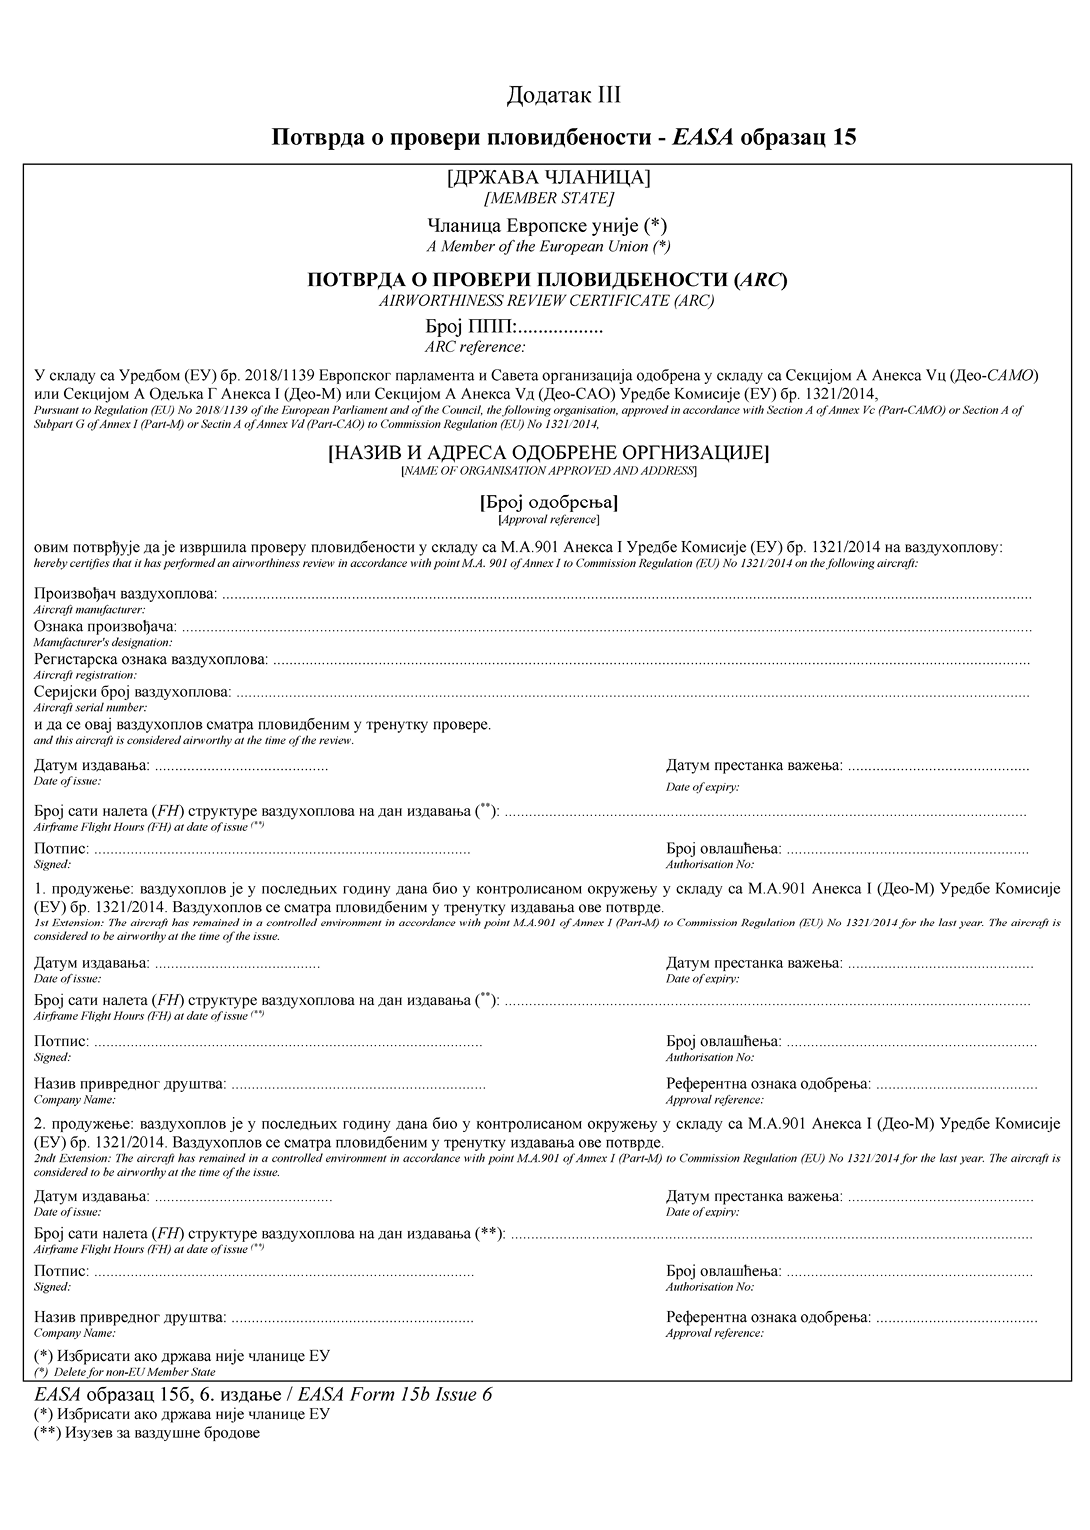 Додатак III
Потврда о провери пловидбености - EASA образац 15
[ДРЖАВА ЧЛАНИЦА]
[MEMBER STATE]
Чланица Европске уније (*)
A Member of the European Union (*)
ПОТВРДА О ПРОВЕРИ ПЛОВИДБЕНОСТИ (ARC)
AIRWORTHINESS REVIEW CERTIFICATE (ARC)
Број ППП:.................
ARC reference:
У складу са Уредбом (ЕУ) бр. 2018/1139 Европског парламента и Савета организација одобрена у складу са Секцијом А Анекса Vц (Део-CAMO)
или Секцијом А Одељка Г Анекса I (Део-М) или Секцијом А Анекса Vд (Део-САО) Уредбе Комисије (ЕУ) бр. 1321/2014,
Pursuant to Regulation (EU) No 2018/1139 of the European Parliament and of the Council, the following organisation, approved in accordance with Section A of Annex Vc (Part-CAMO) or Section A of
Subpart G of Annex I (Part-M) or Sectin A of Annex Vd (Part-CAO) to Commission Regulation (EU) No 1321/2014,
[НАЗИВ И АДРЕСА ОДОБРЕНЕ ОРГНИЗАЦИЈЕ]
[NAME OF ORGANISATION APPROVED AND ADDRESS]
[Број одобрења]
[Approval reference]
овим потврђује да је извршила проверу пловидбености у складу са М.А.901 Анекса I Уредбе Комисије (ЕУ) бр. 1321/2014 на ваздухоплову:
hereby certifies that it has performed an airworthiness review in accordance with point M.A. 901 of Annex I to Commission Regulation (EU) No 1321/2014 on the following aircraft:
Произвођач ваздухоплова: ........................................
Aircraft manufacturer:
Ознака произвођача: ........................................
Manufacturer's designation:
Регистарска ознака ваздухоплова: ........................................
Aircraft registration:
Серијски број ваздухоплова: ........................................
Aircraft serial number:
и да се овај ваздухоплов сматра пловидбеним у тренутку провере.
and this aircraft is considered airworthy at the time of the review.
Датум издавања: ........................................ Датум престанка важења: ........................................
Date of issue: Date of expiry:
Број сати налета (FH) структуре ваздухоплова на дан издавања (**): ........................................
Airframe Flight Hours (FH) at date of issue (**)
Потпис: ........................................ Број овлашћења: ........................................
Signed: Authorisation No:
1. продужење: ваздухоплов је у последњих годину дана био у контролисаном окружењу у складу са М.А.901 Анекса I (Део-М) Уредбе Комисије
(ЕУ) бр. 1321/2014. Ваздухоплов се сматра пловидбеним у тренутку издавања ове потврде.
1st Extension: The aircraft has remained in a controlled environment in accordance with point M.A.901 of Annex I (Part-M) to Commission Regulation (EU) No 1321/2014 for the last year. The aircraft is
considered to be airworthy at the time of the issue.
Датум издавања: ........................................ Датум престанка важења: ........................................
Date of issue: Date of expiry:
Број сати налета (FH) структуре ваздухоплова на дан издавања (**): ........................................
Airframe Flight Hours (FH) at date of issue (**)
Потпис: ........................................ Број овлашћења: ........................................
Signed: Authorisation No:
Назив привредног друштва: ........................................ Референтна ознака одобрења: ........................................
Company Name: Approval reference:
2. продужење: ваздухоплов је у последњих годину дана био у контролисаном окружењу у складу са М.А.901 Анекса I (Део-М) Уредбе Комисије
(ЕУ) бр. 1321/2014. Ваздухоплов се сматра пловидбеним у тренутку издавања ове потврде.
2ndt Extension: The aircraft has remained in a controlled environment in accordance with point M.A.901 of Annex I (Part-M) to Commission Regulation (EU) No 1321/2014 for the last year. The aircraft is
considered to be airworthy at the time of the issue.
Датум издавања: ........................................ Датум престанка важења: ........................................
Date of issue: Date of expiry:
Број сати налета (FH) структуре ваздухоплова на дан издавања (**): ........................................
Airframe Flight Hours (FH) at date of issue (**)
Потпис: ........................................ Број овлашћења: ........................................
Signed: Authorisation No:
Назив привредног друштва: ........................................ Референтна ознака одобрења: ........................................
Company Name: Approval reference:
(*) Избрисати ако држава није чланице ЕУ
(*) Delete for non-EU Member State
EASA образац 15б, 6. издање / EASA Form 15b Issue 6
(*) Избрисати ако држава није чланице ЕУ
(**) Изузев за ваздушне бродове